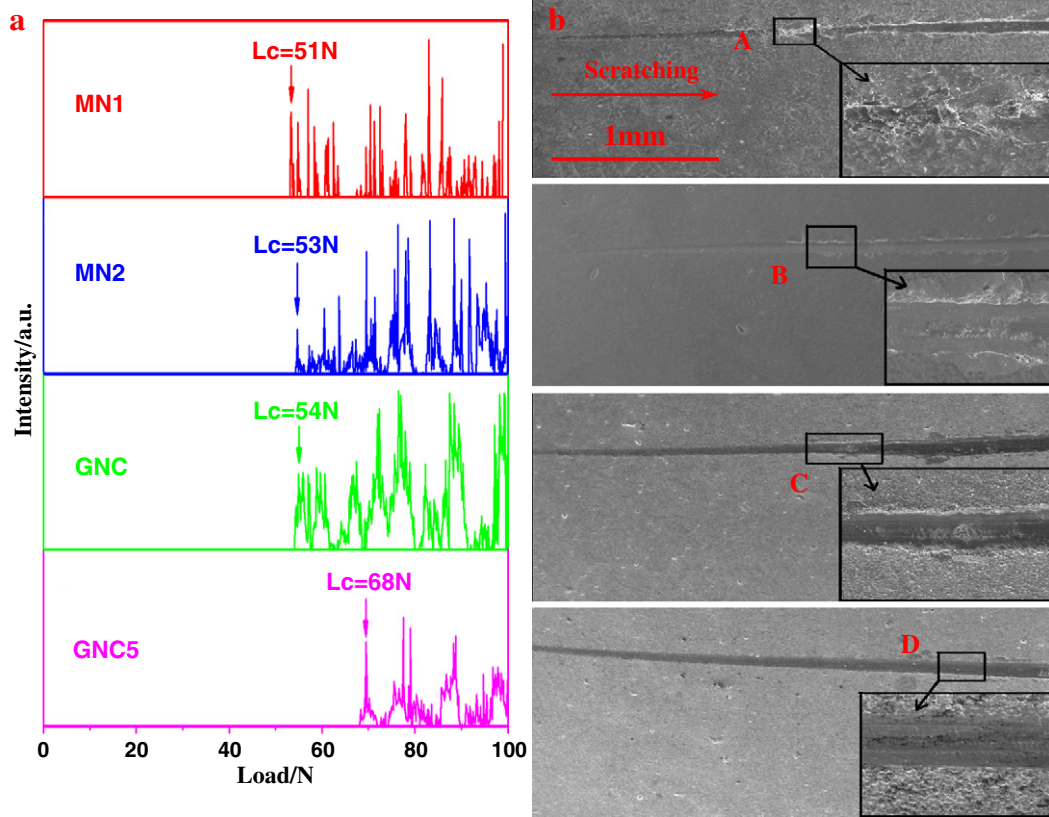 a
Lc=51N
MN1
Lc=53N
MN2
Lc=54N
GNC
Lc=68N
GNC5
Intensity/a.u.
0 20 40 60 80 100
Load/N
b
A
Scratching
1mm
B
C
D